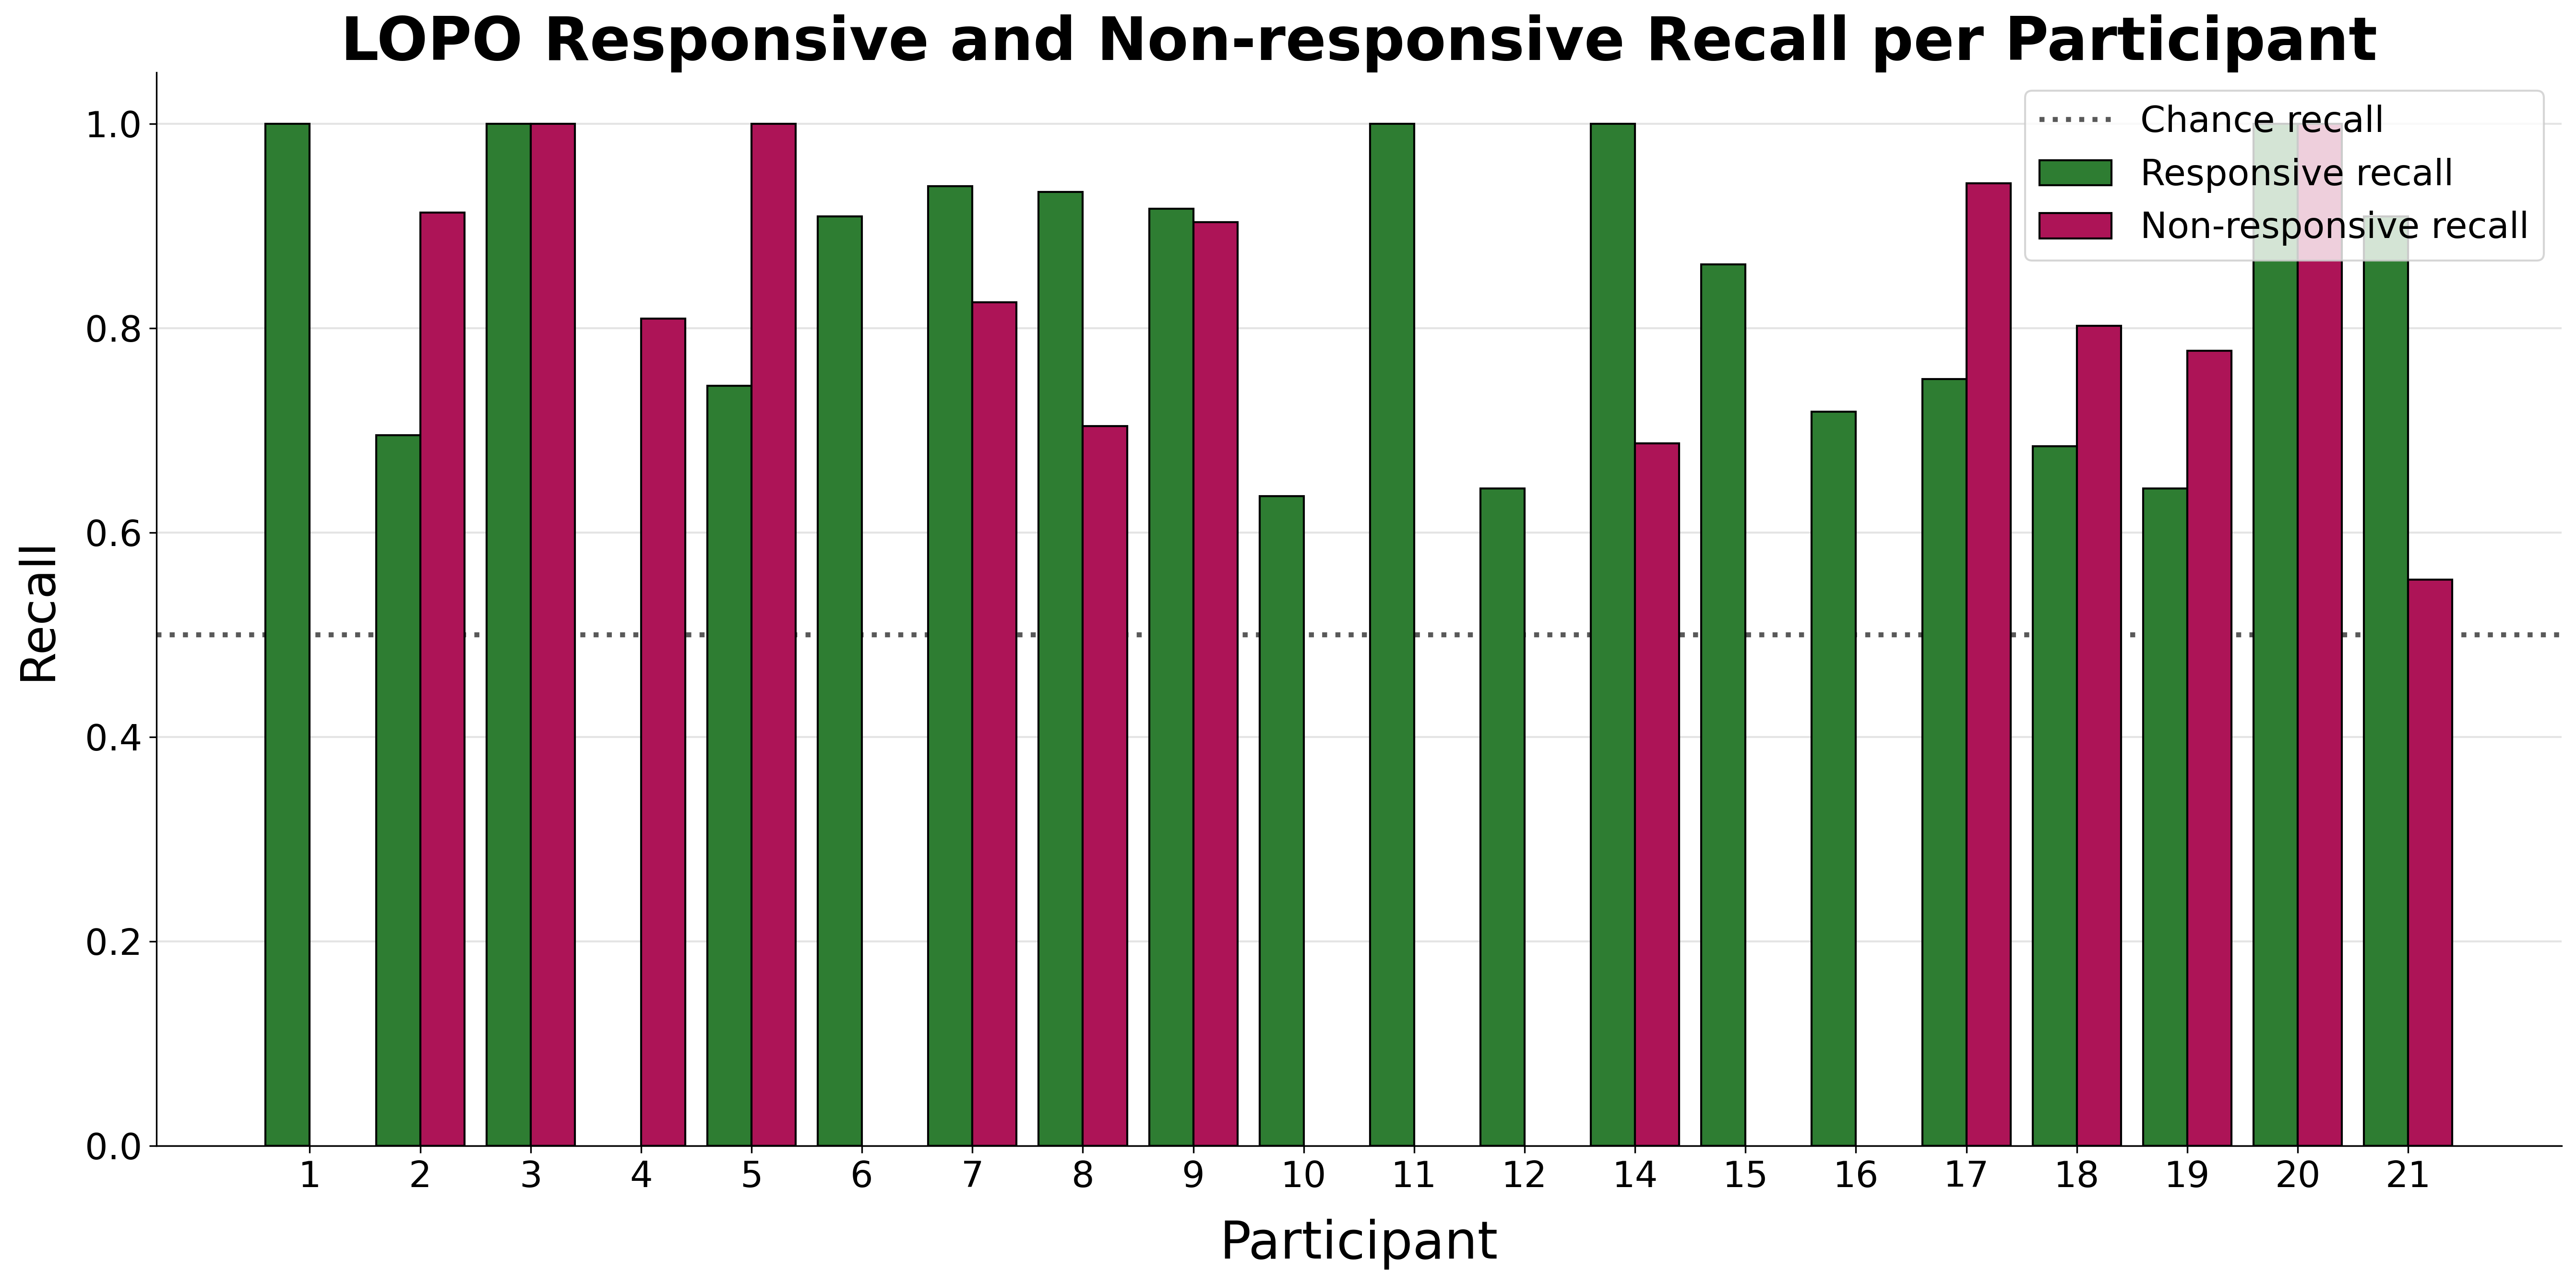 LOPO Responsive and Non-responsive Recall per Participant
Chance recall
Responsive recall
Non-responsive recall
Recall
1.0
0.8
0.6
0.4
0.2
0.0
1 2 3 4 5 6 7 8 9 10 11 12 14 15 16 17 18 19 20 21
Participant